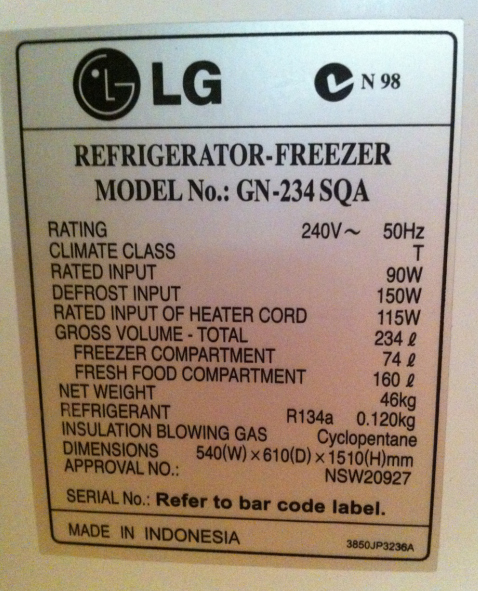 LG N 98
REFRIGERATOR-FREEZER
MODEL No.: GN-234 SQA
RATING 240V~ 50Hz
CLIMATE CLASS T
RATED INPUT 90W
DEFROST INPUT 150W
RATED INPUT OF HEATER CORD 115W
GROSS VOLUME - TOTAL 234 ℓ
FREEZER COMPARTMENT 74 ℓ
FRESH FOOD COMPARTMENT 160 ℓ
NET WEIGHT 46kg
REFRIGERANT R134a 0.120kg
INSULATION BLOWING GAS Cyclopentane
DIMENSIONS 540(W)×610(D)×1510(H)mm
APPROVAL NO.: NSW20927
SERIAL No.: Refer to bar code label.
MADE IN INDONESIA 3850JP3236A